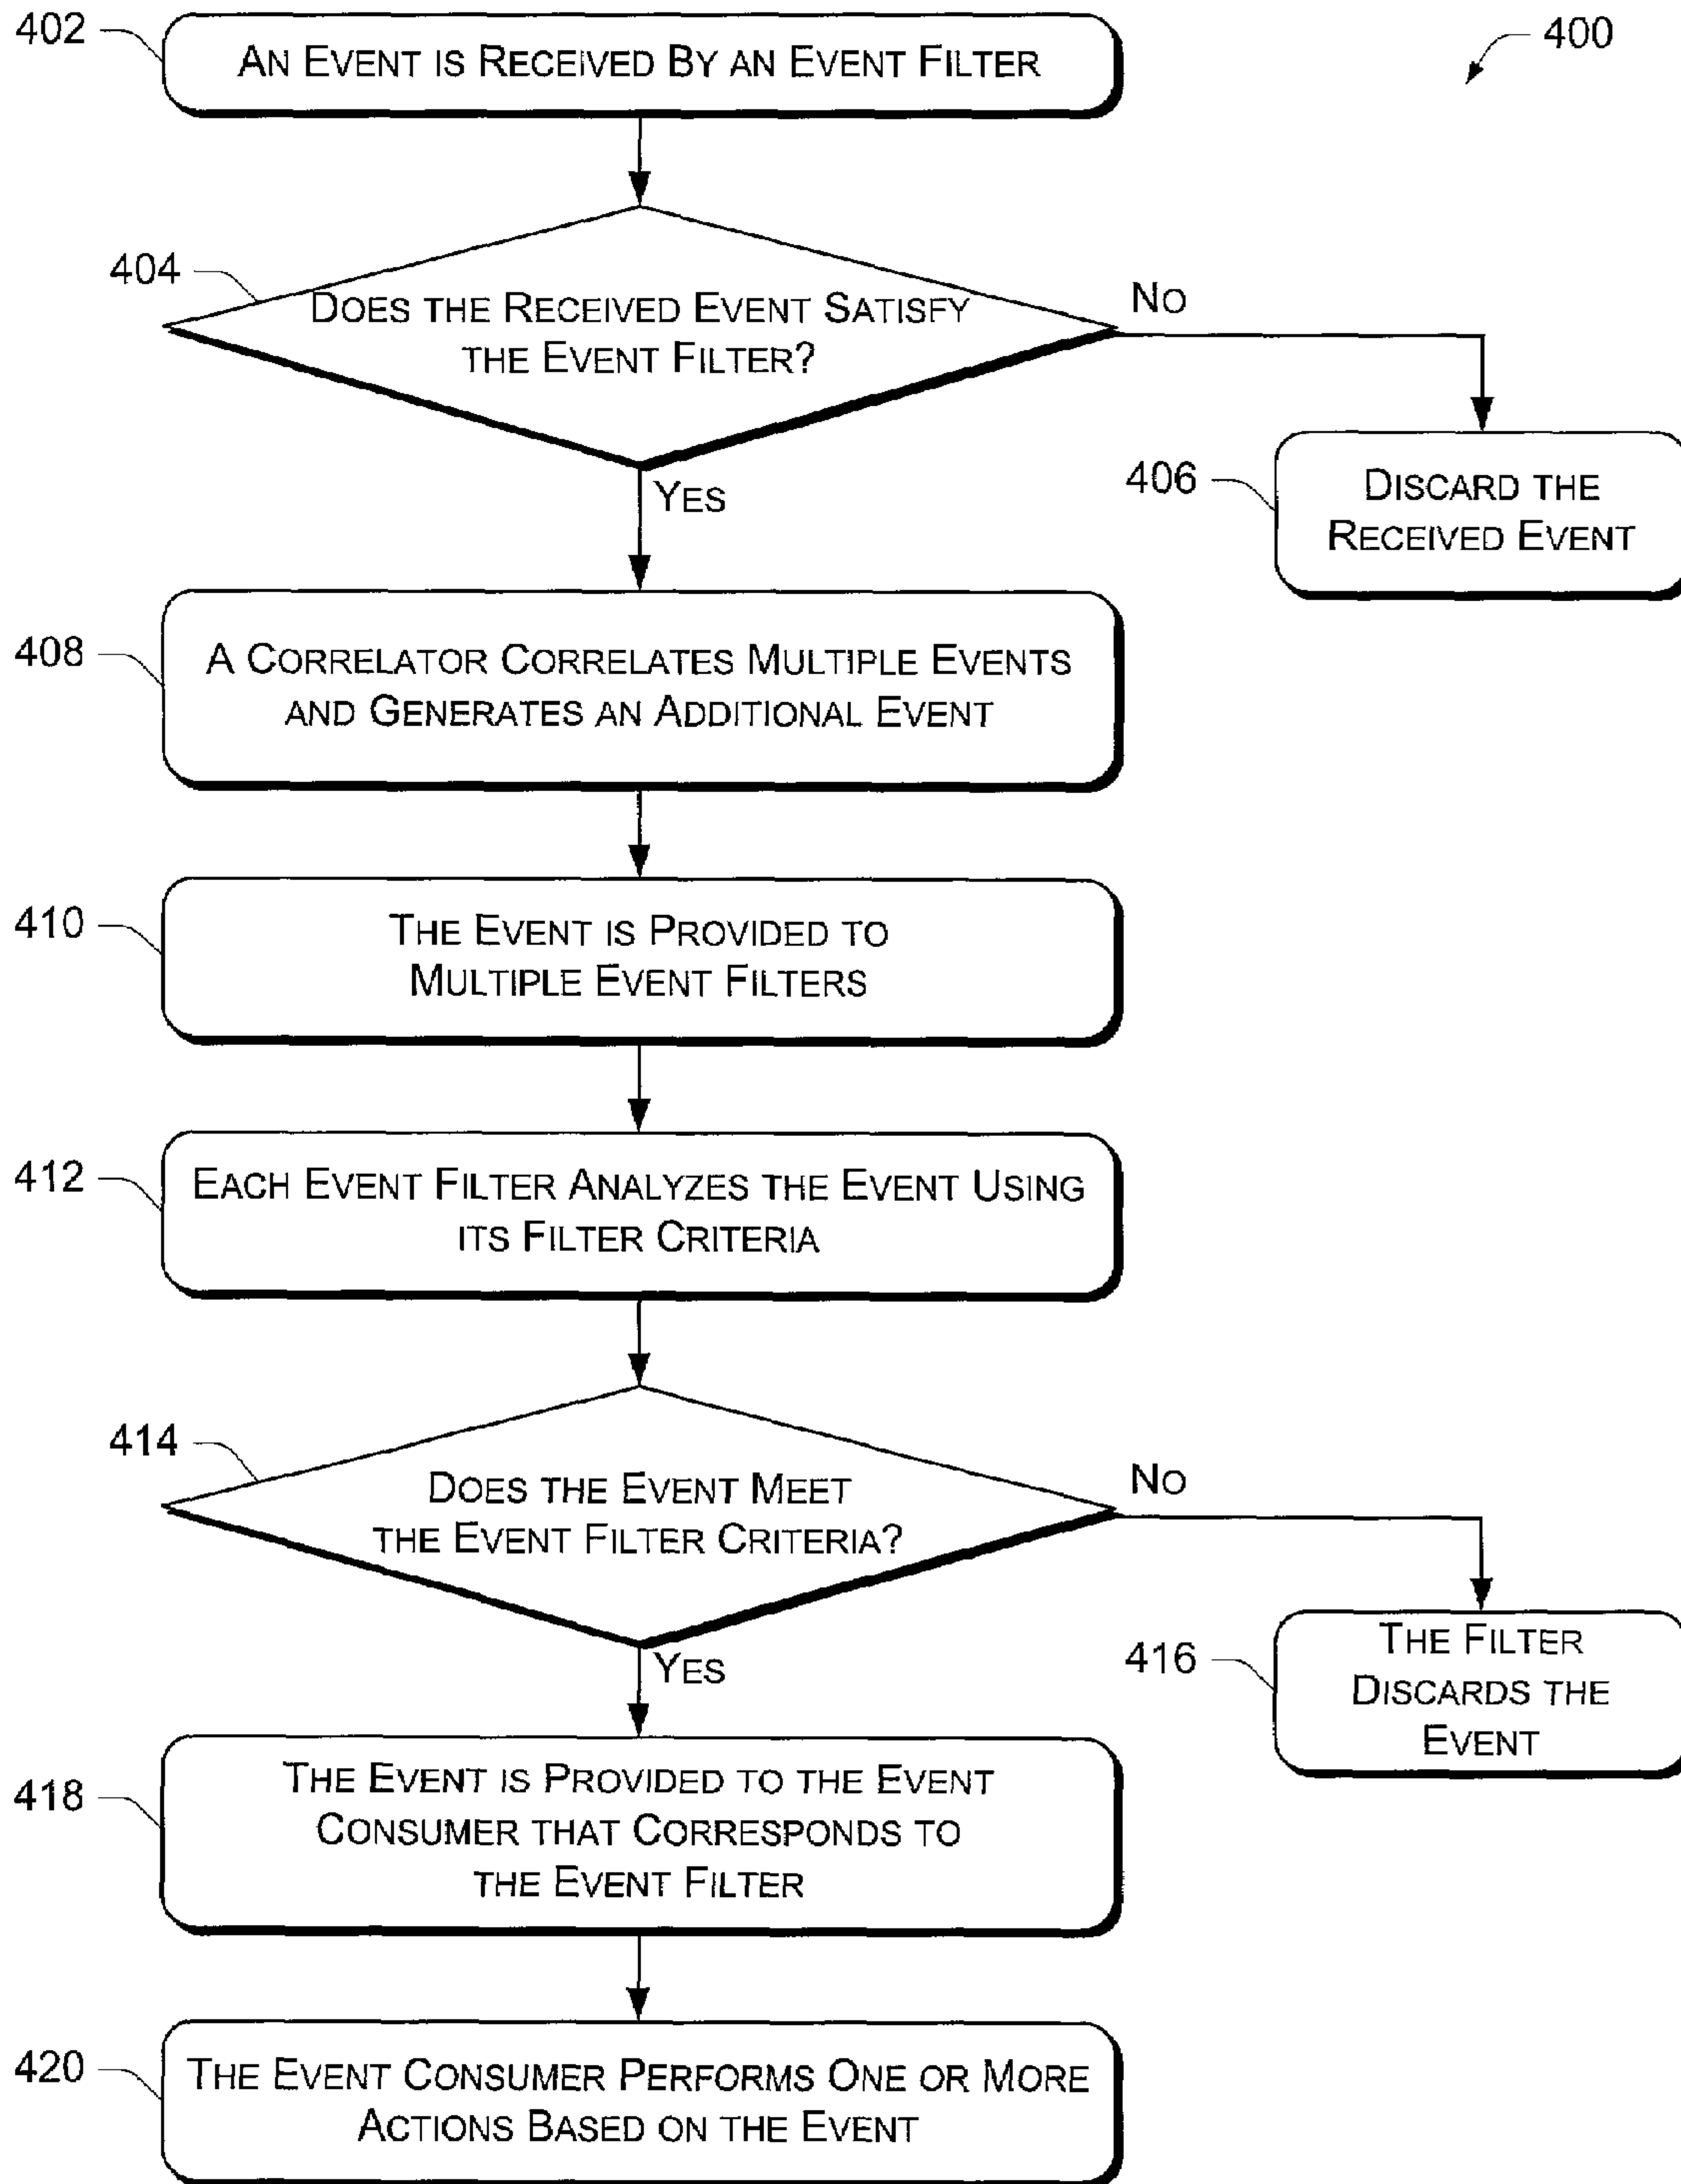 402
AN EVENT IS RECEIVED BY AN EVENT FILTER
400
404
DOES THE RECEIVED EVENT SATISFY
THE EVENT FILTER?
NO
YES
406
DISCARD THE
RECEIVED EVENT
408
A CORRELATOR CORRELATES MULTIPLE EVENTS
AND GENERATES AN ADDITIONAL EVENT
410
THE EVENT IS PROVIDED TO
MULTIPLE EVENT FILTERS
412
EACH EVENT FILTER ANALYZES THE EVENT USING
ITS FILTER CRITERIA
414
DOES THE EVENT MEET
THE EVENT FILTER CRITERIA?
NO
YES
416
THE FILTER
DISCARDS THE
EVENT
418
THE EVENT IS PROVIDED TO THE EVENT
CONSUMER THAT CORRESPONDS TO
THE EVENT FILTER
420
THE EVENT CONSUMER PERFORMS ONE OR MORE
ACTIONS BASED ON THE EVENT